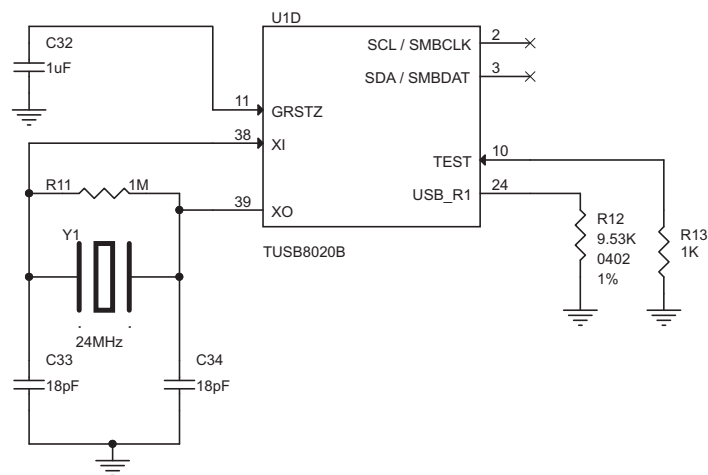 U1D
C32
1uF
2
SCL / SMBCLK
3
SDA / SMBDAT
11
GRSTZ
38
XI
10
TEST
24
USB_R1
R11
1M
39
XO
R12
9.53K
0402
1%
R13
1K
Y1
TUSB8020B
24MHz
C33
18pF
C34
18pF